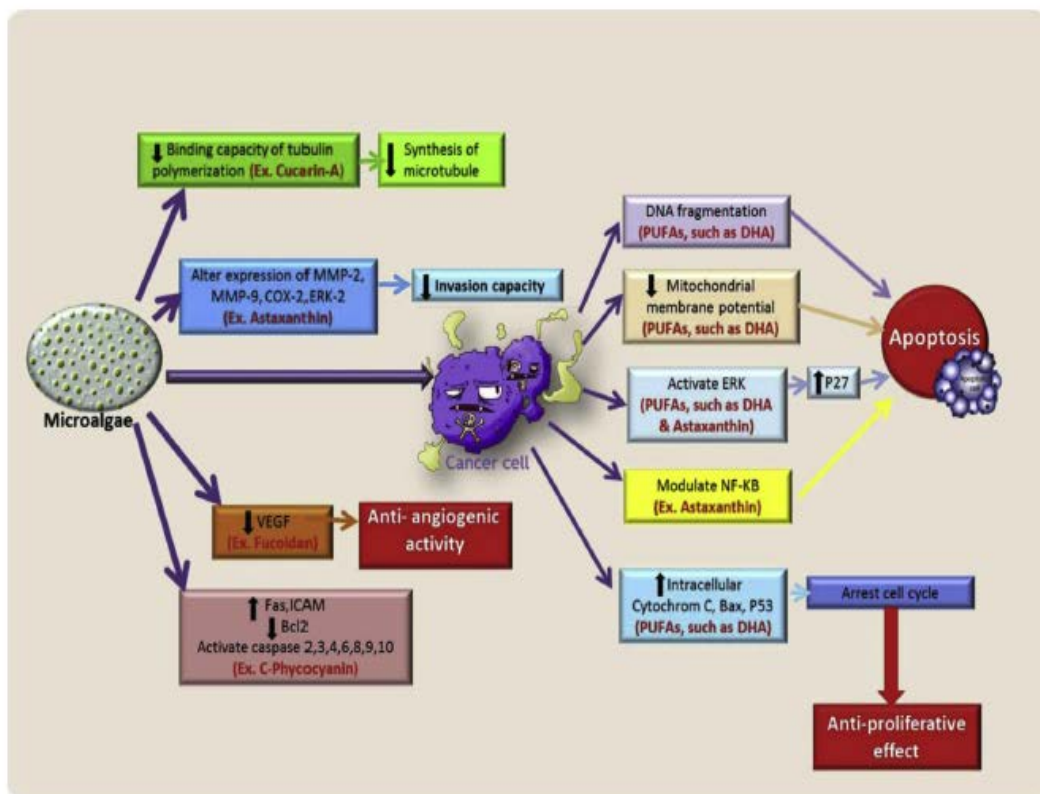 Binding capacity of tubulin
polymerization (Ex. Cucarin-A)
Synthesis of
microtubule
Alter expression of MMP-2,
MMP-9, COX-2,,ERK-2
(Ex. Astaxanthin)
Invasion capacity
Microalgae
Cancer cell
VEGF
(Ex. Fucoidan)
Anti- angiogenic
activity
Fas,ICAM
Bcl2
Activate caspase 2,3,4,6,8,9,10
(Ex. C-Phycocyanin)
DNA fragmentation
(PUFAs, such as DHA)
Mitochondrial
membrane potential
(PUFAs, such as DHA)
Activate ERK
(PUFAs, such as DHA
& Astaxanthin)
P27
Modulate NF-KB
(Ex. Astaxanthin)
Apoptosis
Intracellular
Cytochrom C, Bax, P53
(PUFAs, such as DHA)
Arrest cell cycle
Anti-proliferative
effect